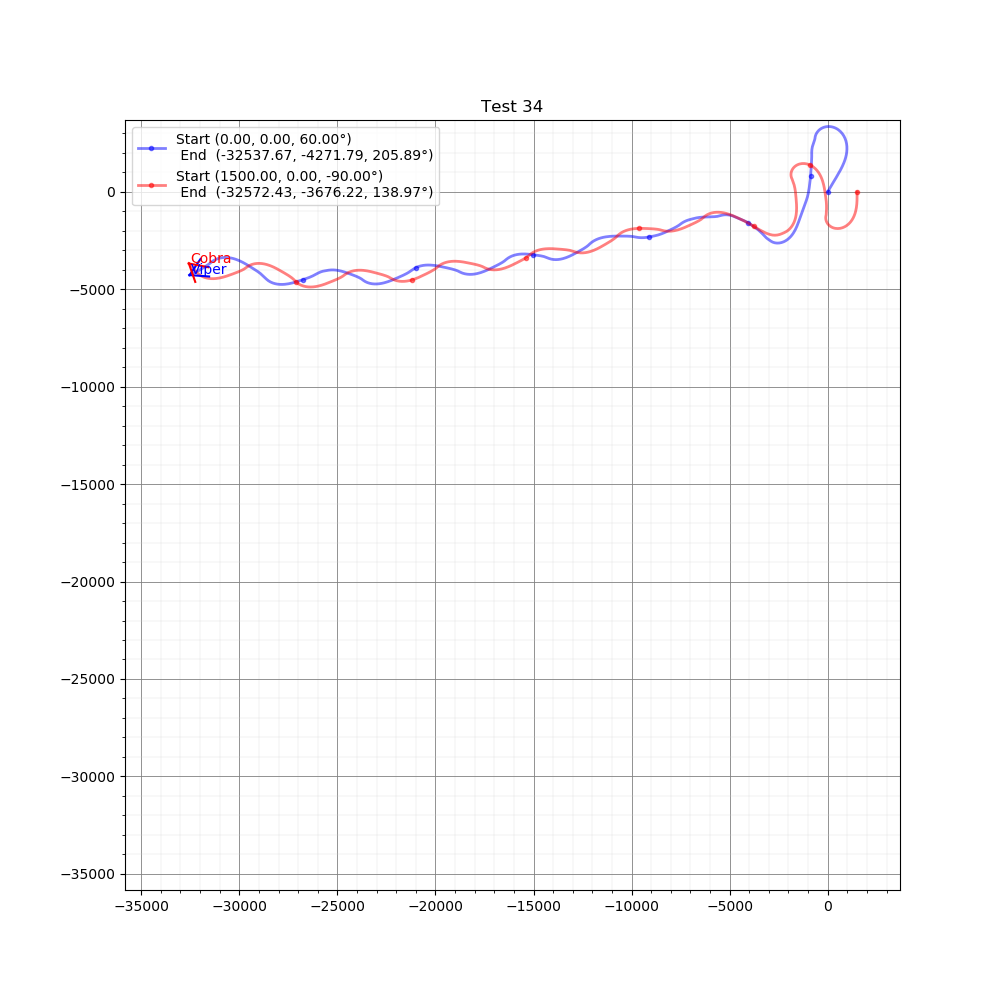 Test 34
Start (0.00, 0.00, 60.00°)
End (-32537.67, -4271.79, 205.89°)
Start (1500.00, 0.00, -90.00°)
End (-32572.43, -3676.22, 138.97°)
0
Cobra
Viper
−5000
−10000
−15000
−20000
−25000
−30000
−35000
−35000 −30000 −25000 −20000 −15000 −10000 −5000 0